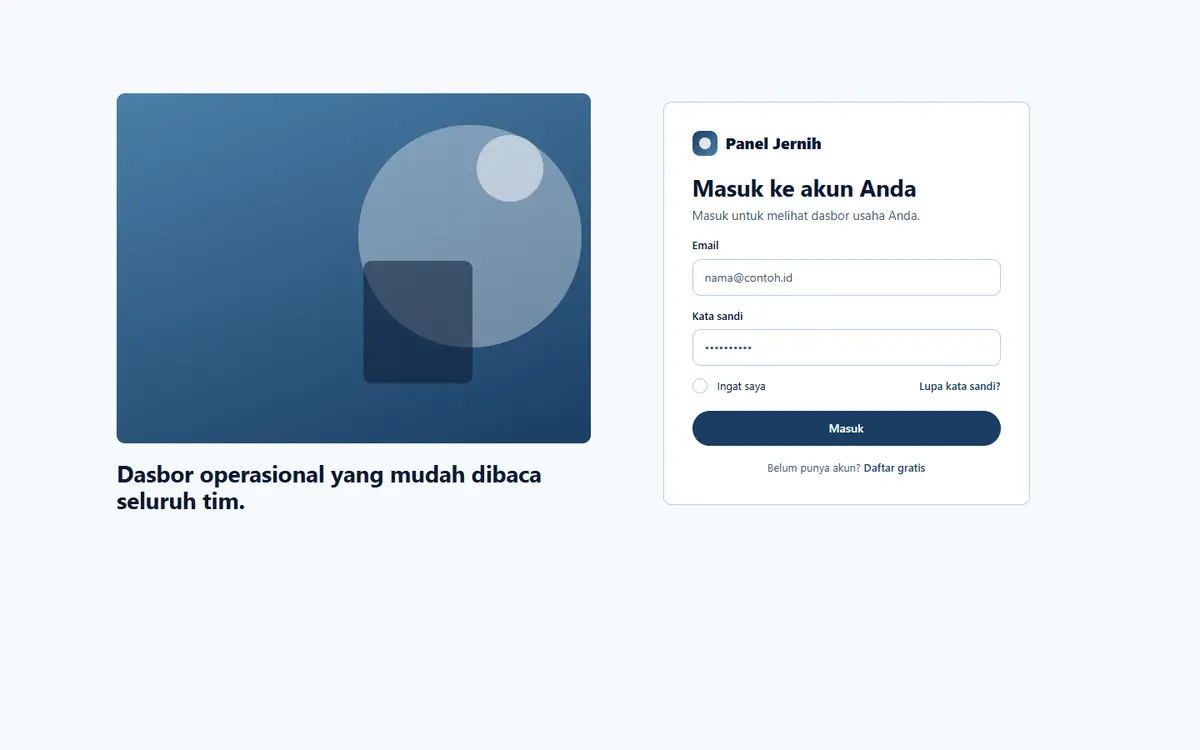 Dasbor operasional yang mudah dibaca
seluruh tim.
Panel Jernih
Masuk ke akun Anda
Masuk untuk melihat dasbor usaha Anda.
Email
nama@contoh.id
Kata sandi
••••••••••
Ingat saya
Lupa kata sandi?
Masuk
Belum punya akun? Daftar gratis